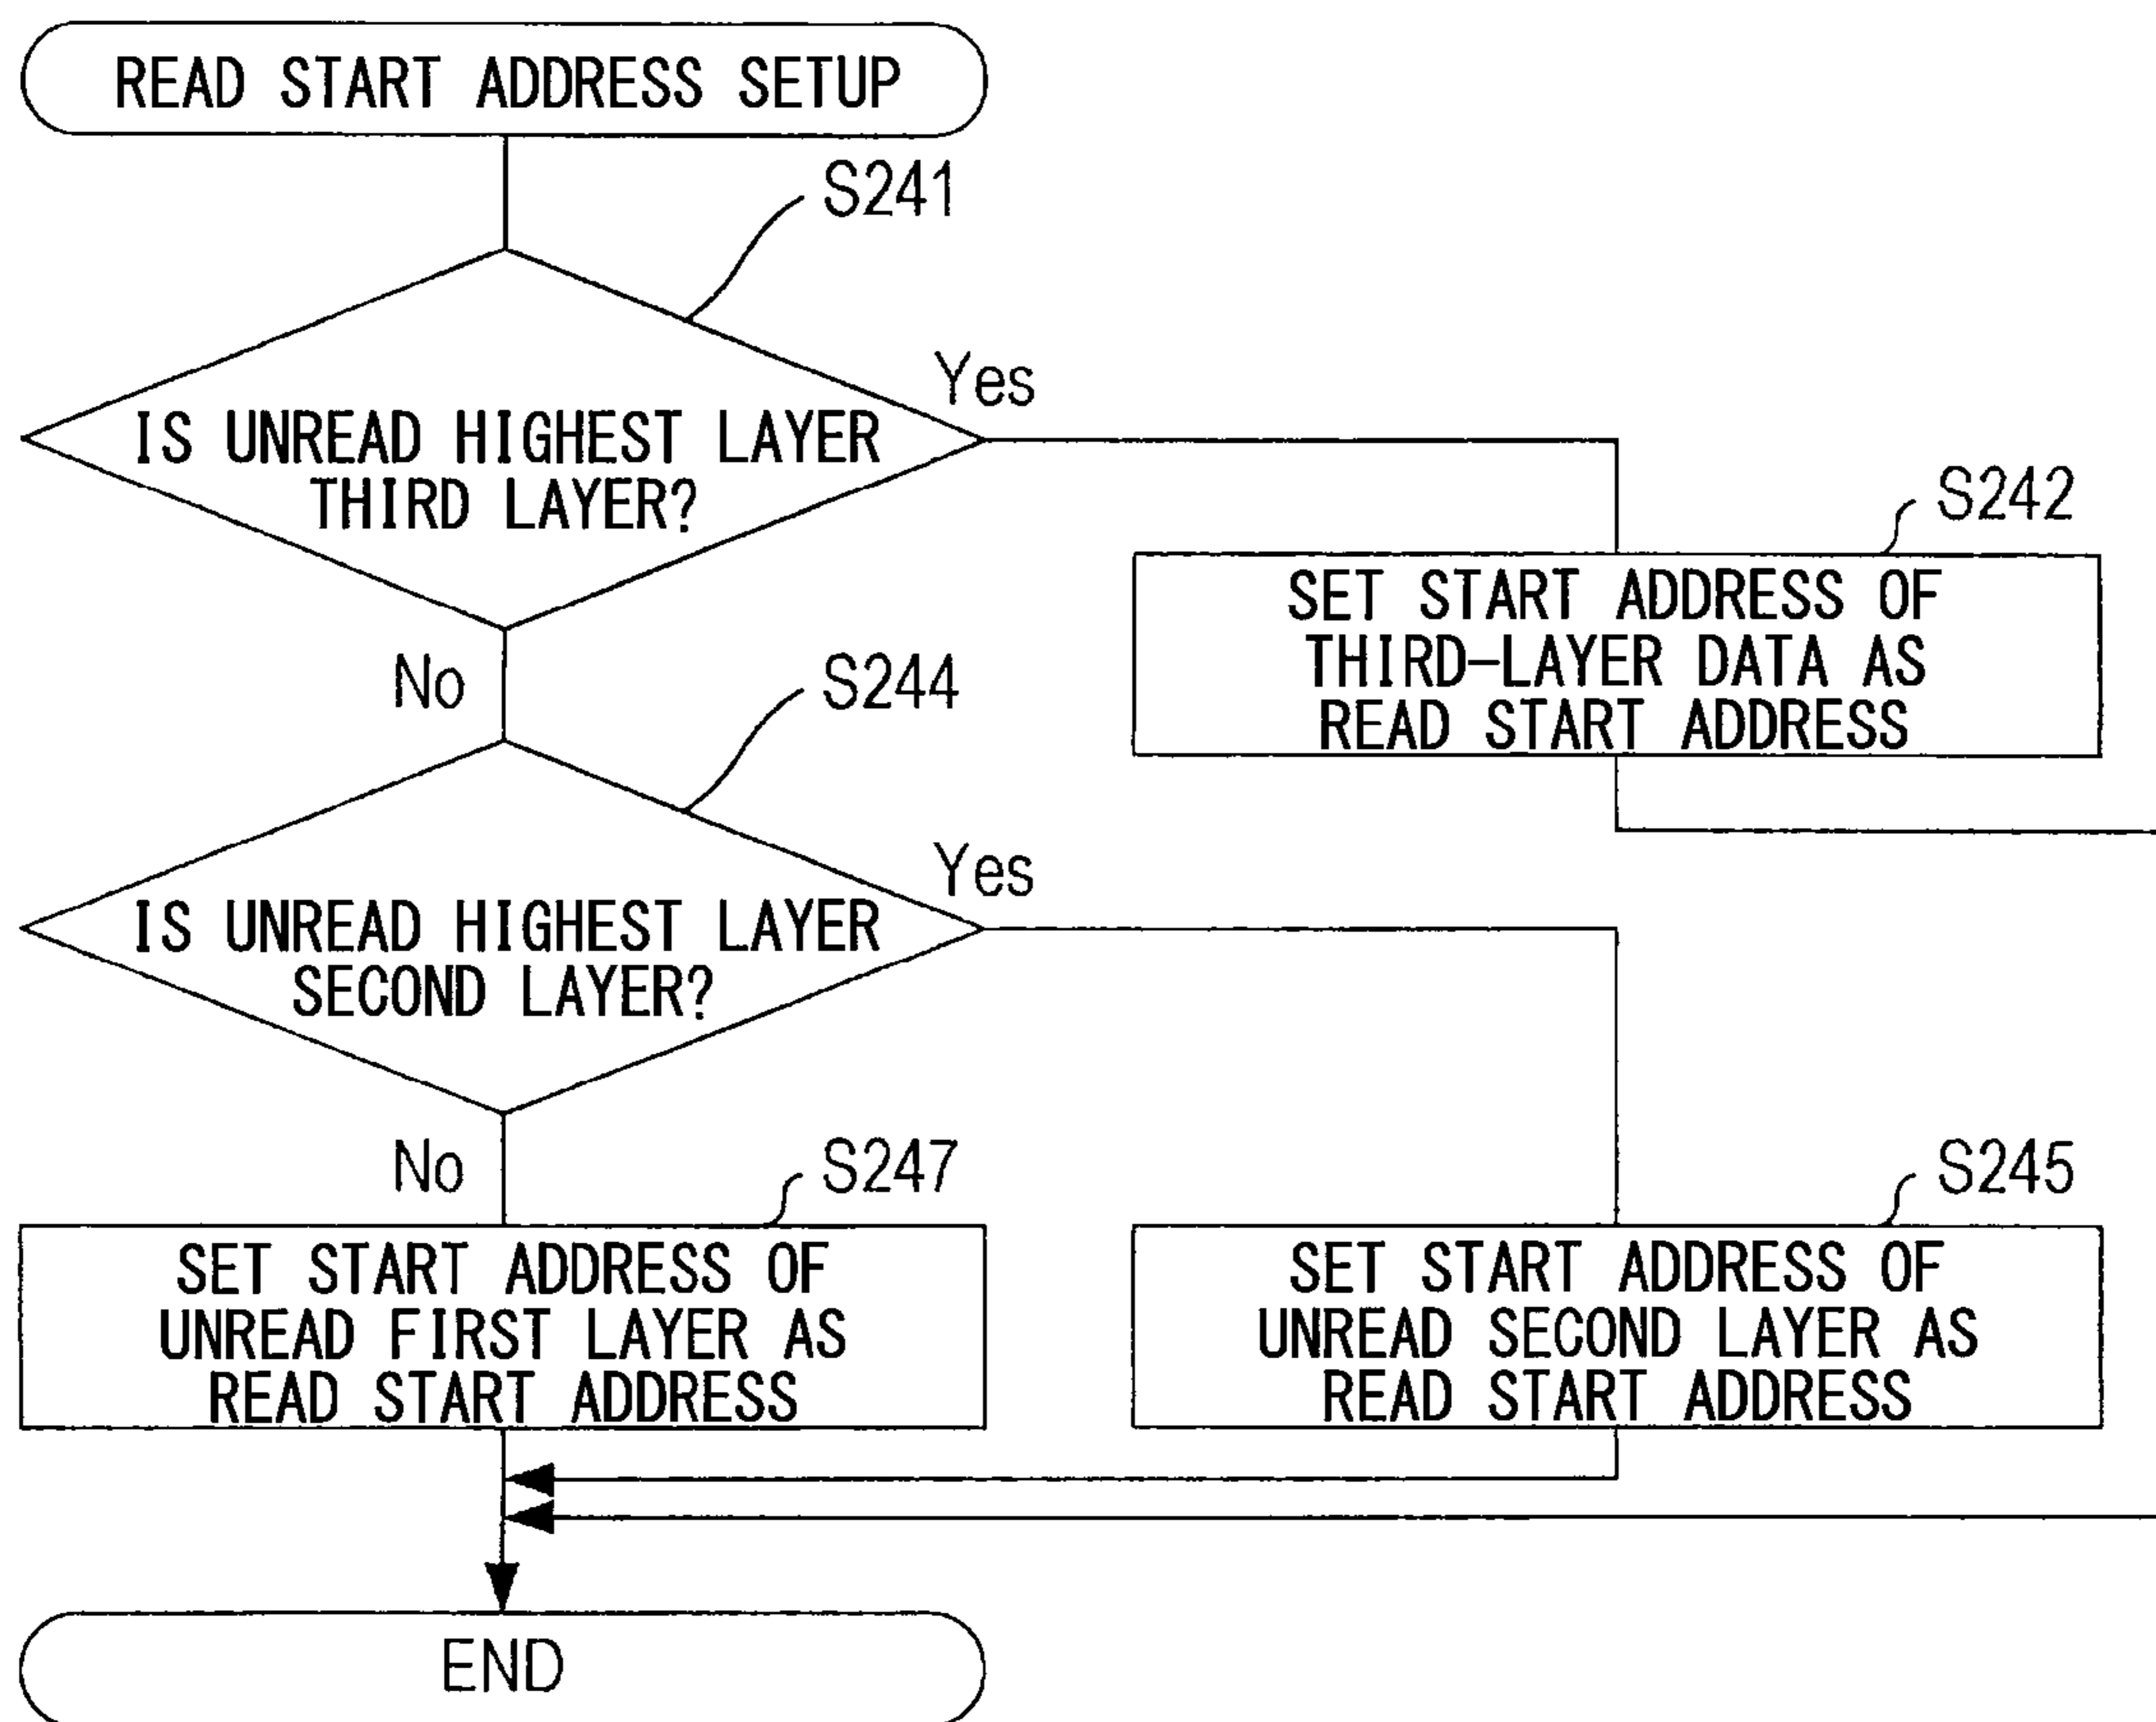 READ START ADDRESS SETUP
S241
Yes
IS UNREAD HIGHEST LAYER
THIRD LAYER?
S242
SET START ADDRESS OF
THIRD-LAYER DATA AS
READ START ADDRESS
No
S244
Yes
IS UNREAD HIGHEST LAYER
SECOND LAYER?
No
S247
SET START ADDRESS OF
UNREAD FIRST LAYER AS
READ START ADDRESS
S245
SET START ADDRESS OF
UNREAD SECOND LAYER AS
READ START ADDRESS
END